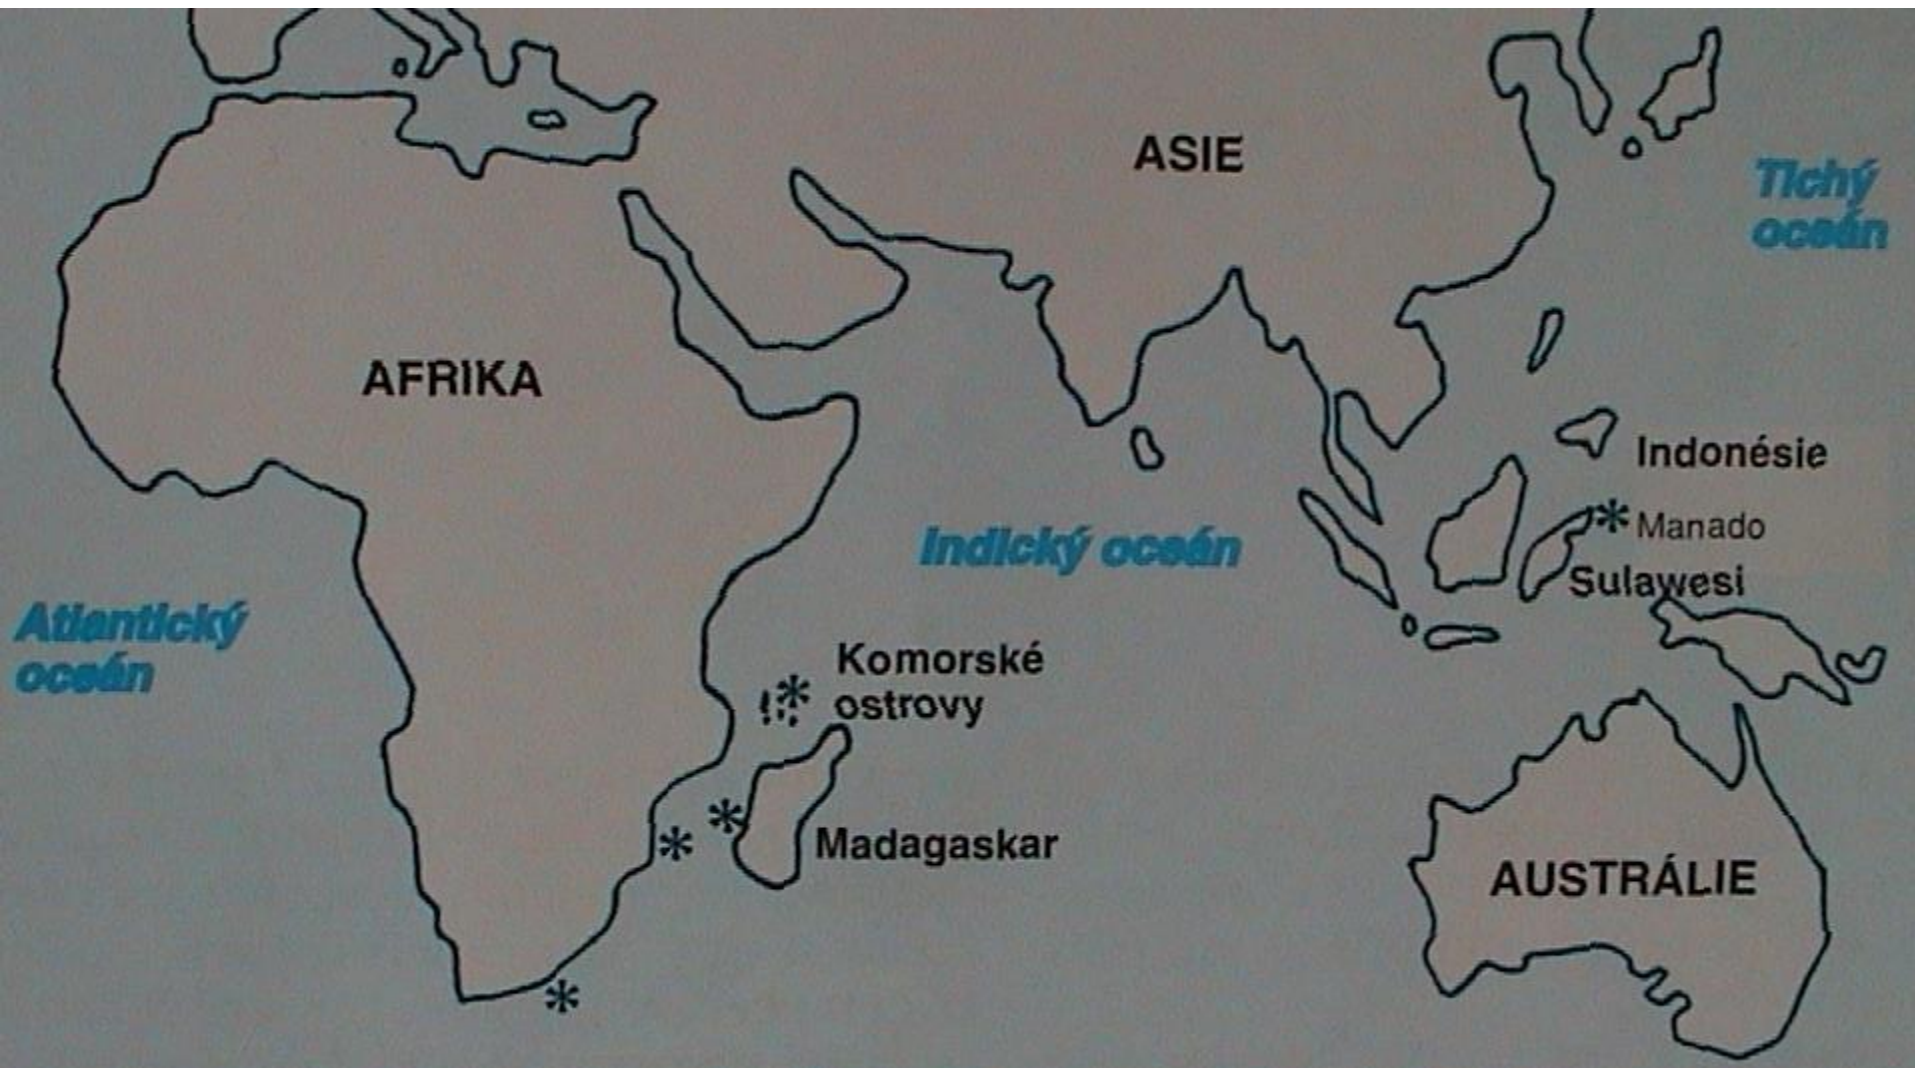 ASIE
Tichý
oceán
AFRIKA
Indonésie
* Manado
Indický oceán
Sulawesi
Atlantický
oceán
Komorské
* ostrovy
*
*
Madagaskar
AUSTRÁLIE
*